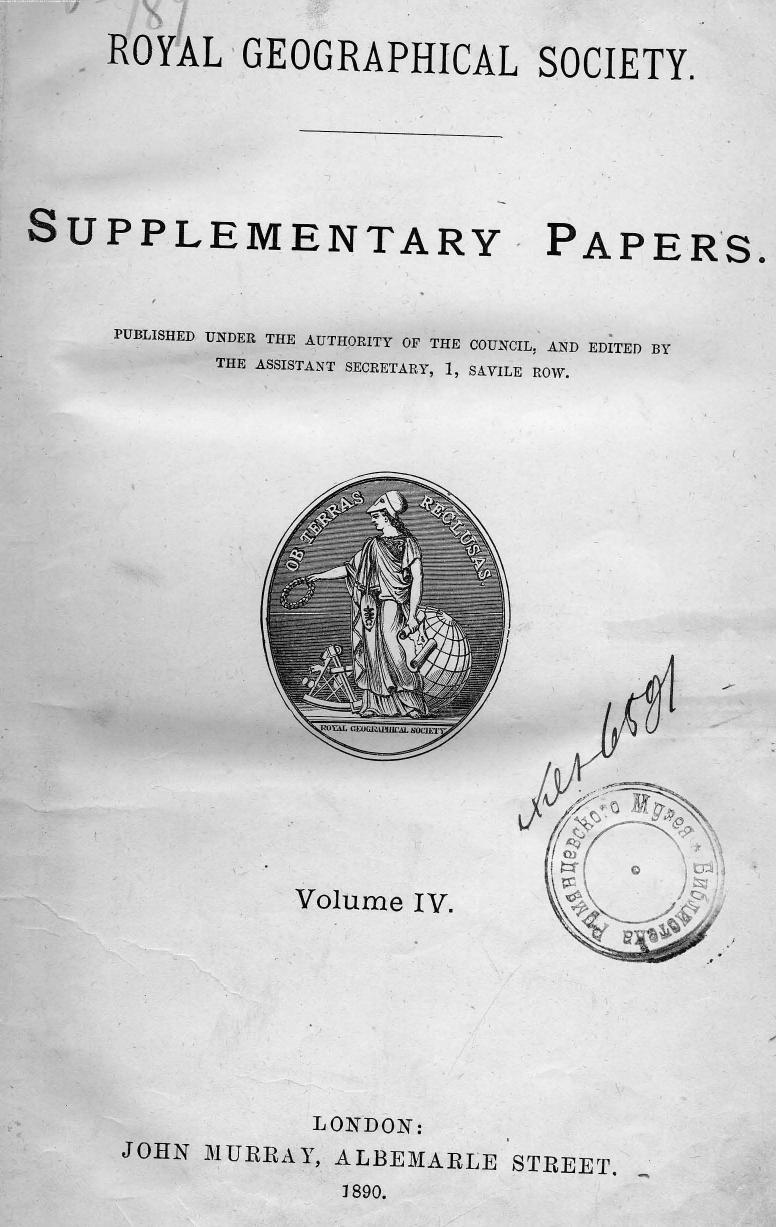 789
ROYAL GEOGRAPHICAL SOCIETY.
SUPPLEMENTARY PAPERS.
PUBLISHED UNDER THE AUTHORITY OF THE COUNCIL, AND EDITED BY
THE ASSISTANT SECRETARY, 1, SAVILE ROW.
OB TERRAS RECLUSAS.
ROYAL GEOGRAPHICAL SOCIETY
6591
Библиотека Румянцевского Музея *
Volume IV.
LONDON:
JOHN MURRAY, ALBEMARLE STREET.
1890.